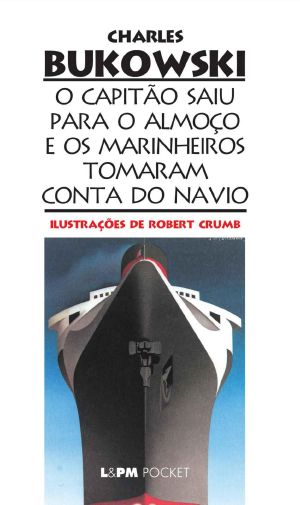 CHARLES
BUKOWSKI
O CAPITÃO SAIU
PARA O ALMOÇO
E OS MARINHEIROS
TOMARAM
CONTA DO NAVIO
ILUSTRAÇÕES DE ROBERT CRUMB
L&PM POCKET